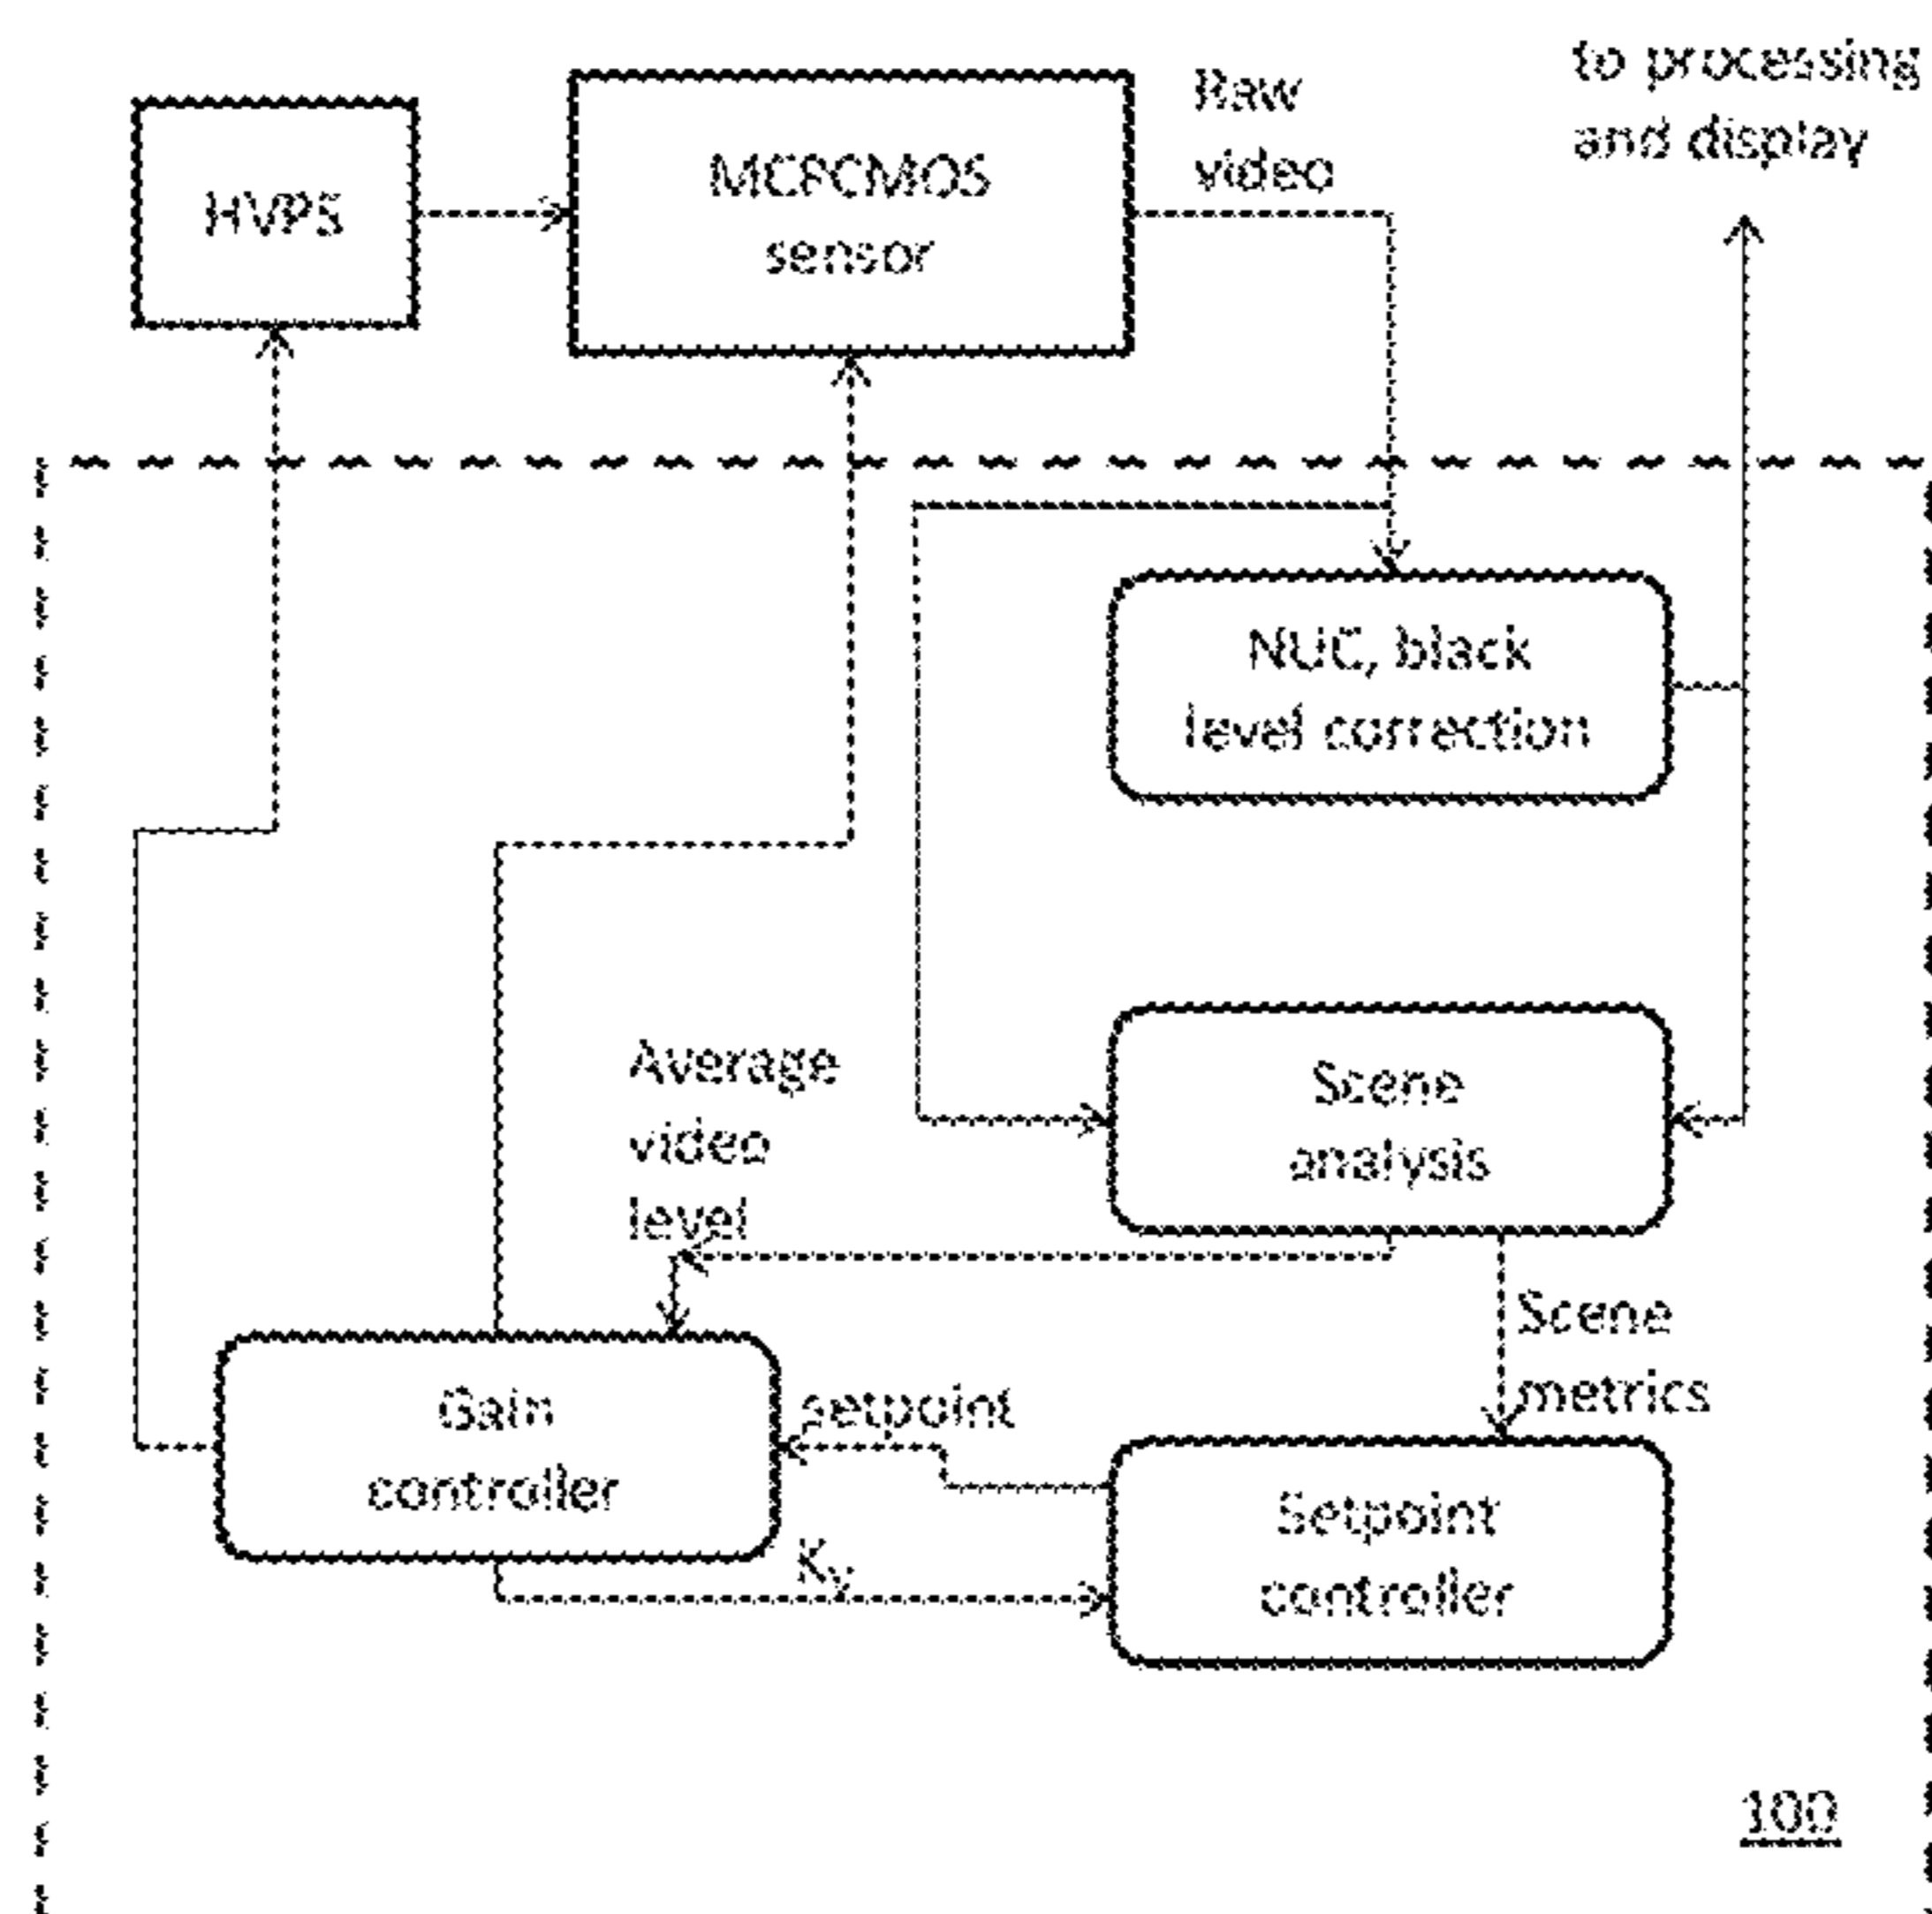 to processing
and display
Raw
video
HVPS
MCPCMOS
sensor
NUC, black
level correction
Scene
analysis
Average
video
level
Scene
metrics
Gain
controller
setpoint
Setpoint
controller
Kv
100